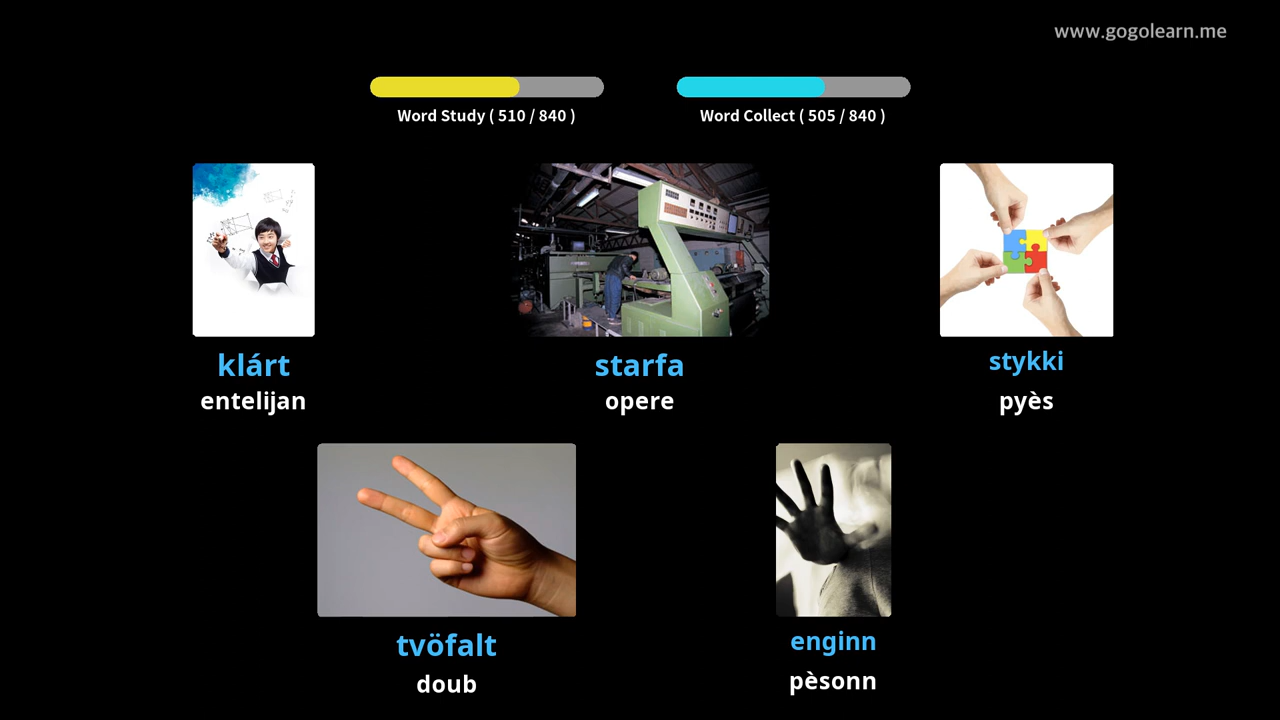 www.gogolearn.me
Word Study ( 510 / 840 )
Word Collect ( 505 / 840 )
klárt
entelijan
starfa
opere
stykki
pyès
tvöfalt
doub
enginn
pèsonn